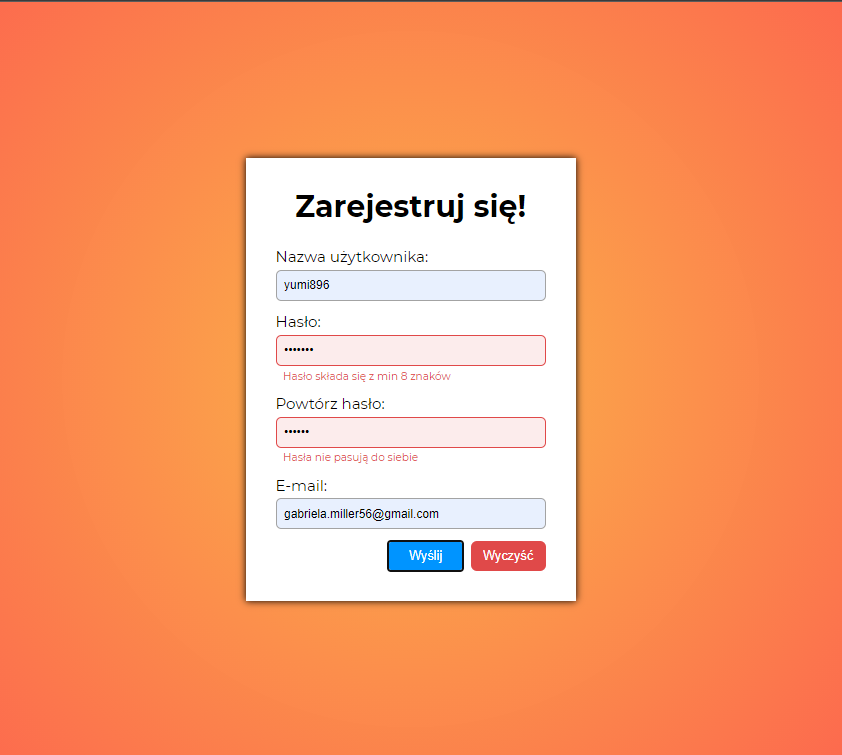 Zarejestruj się!
Nazwa użytkownika:
yumi896
Hasło:
•••••••
Hasło składa się z min 8 znaków
Powtórz hasło:
••••••
Hasła nie pasują do siebie
E-mail:
gabriela.miller56@gmail.com
Wyślij Wyczyść